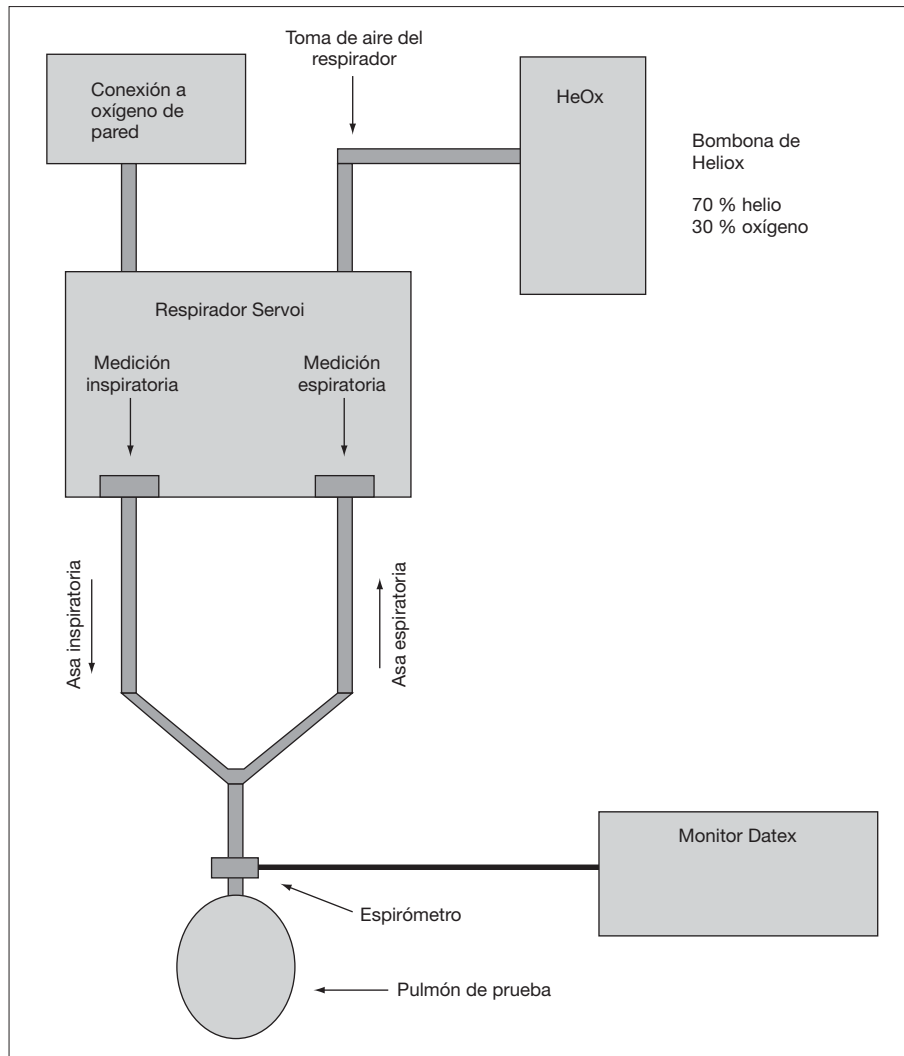 Toma de aire del
respirador
Conexión a
oxígeno de
pared
HeOx
Bombona de
Heliox
70 % helio
30 % oxígeno
Respirador Servoi
Medición
inspiratoria
Medición
espiratoria
Asa inspiratoria
Asa espiratoria
Monitor Datex
Espirómetro
Pulmón de prueba